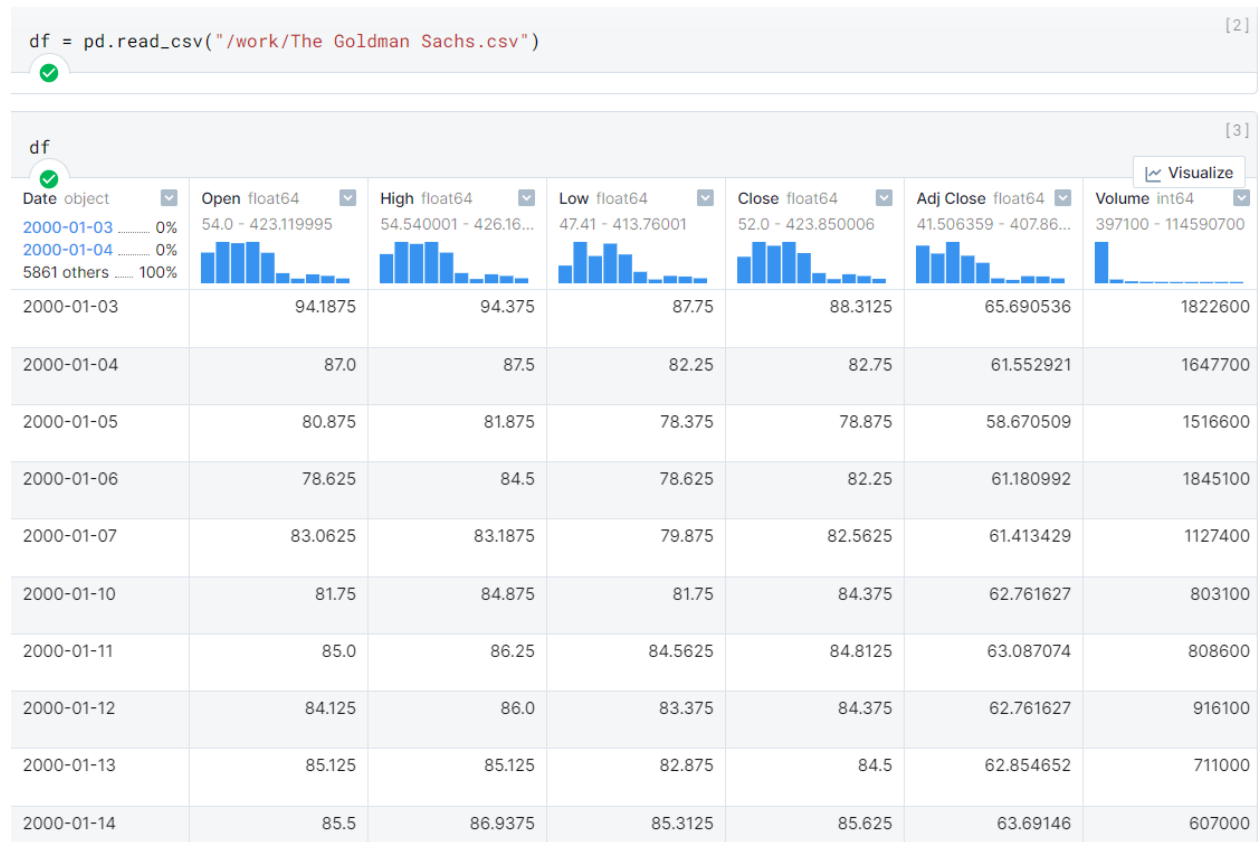 [2]
df = pd.read_csv("/work/The Goldman Sachs.csv")
[3]
df
Visualize
Date object Open float64 High float64 Low float64 Close float64 Adj Close float64 Volume int64
2000-01-03 0% 54.0 - 423.119995 54.540001 - 426.16... 47.41 - 413.76001 52.0 - 423.850006 41.506359 - 407.86... 397100 - 114590700
2000-01-04 0%
5861 others 100%
2000-01-03 94.1875 94.375 87.75 88.3125 65.690536 1822600
2000-01-04 87.0 87.5 82.25 82.75 61.552921 1647700
2000-01-05 80.875 81.875 78.375 78.875 58.670509 1516600
2000-01-06 78.625 84.5 78.625 82.25 61.180992 1845100
2000-01-07 83.0625 83.1875 79.875 82.5625 61.413429 1127400
2000-01-10 81.75 84.875 81.75 84.375 62.761627 803100
2000-01-11 85.0 86.25 84.5625 84.8125 63.087074 808600
2000-01-12 84.125 86.0 83.375 84.375 62.761627 916100
2000-01-13 85.125 85.125 82.875 84.5 62.854652 711000
2000-01-14 85.5 86.9375 85.3125 85.625 63.69146 607000